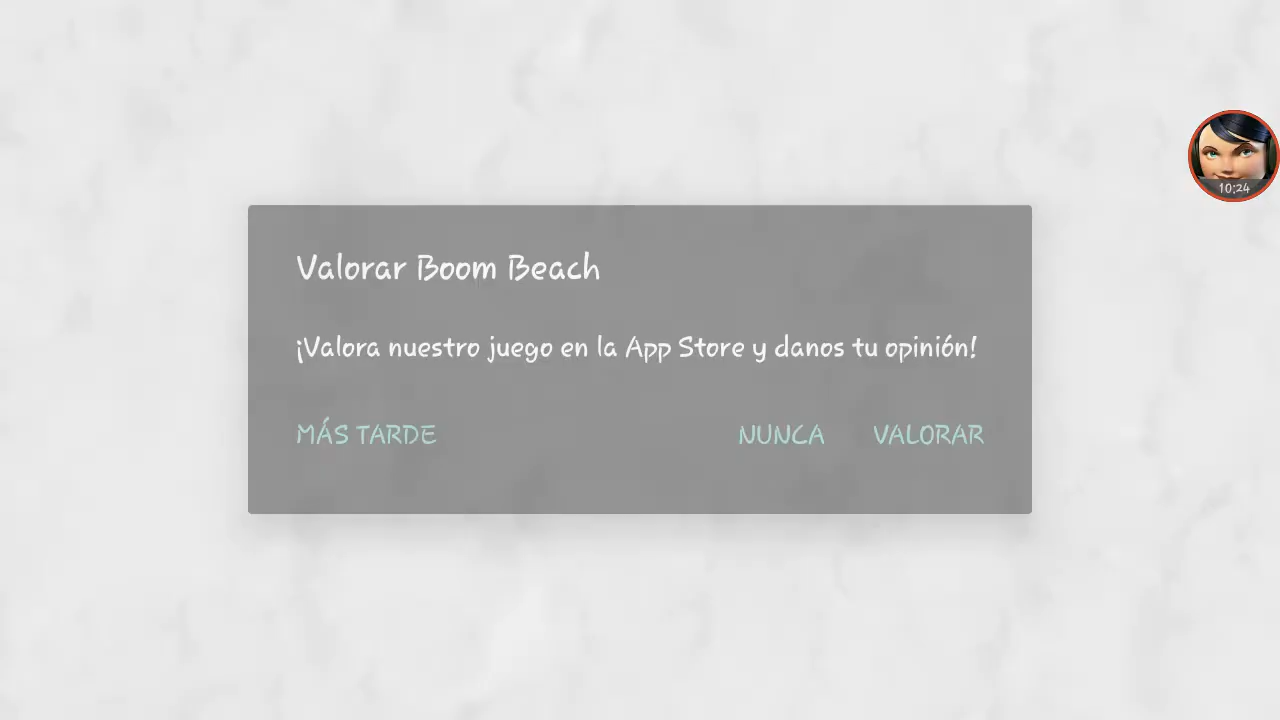 10:24
Valorar Boom Beach
¡Valora nuestro juego en la App Store y danos tu opinión!
MÁS TARDE NUNCA VALORAR